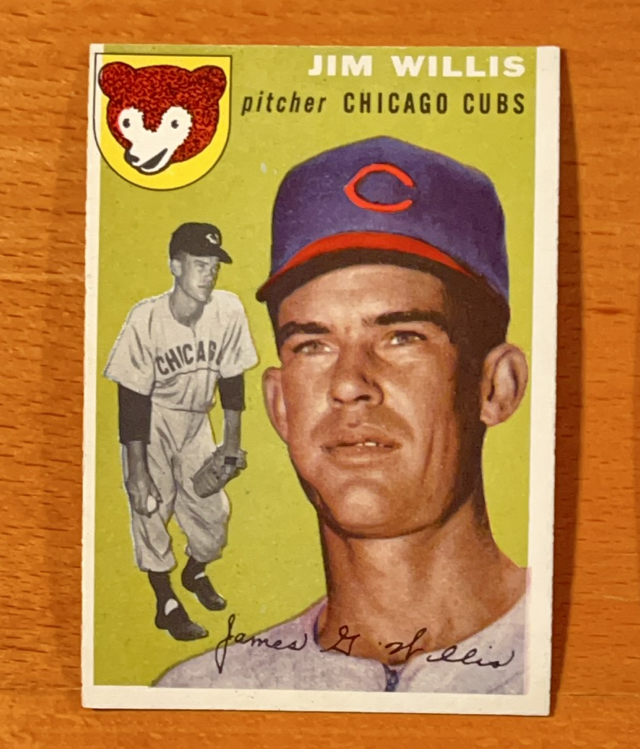 JIM WILLIS
pitcher CHICAGO CUBS
C
CHICAG
James G. Willis